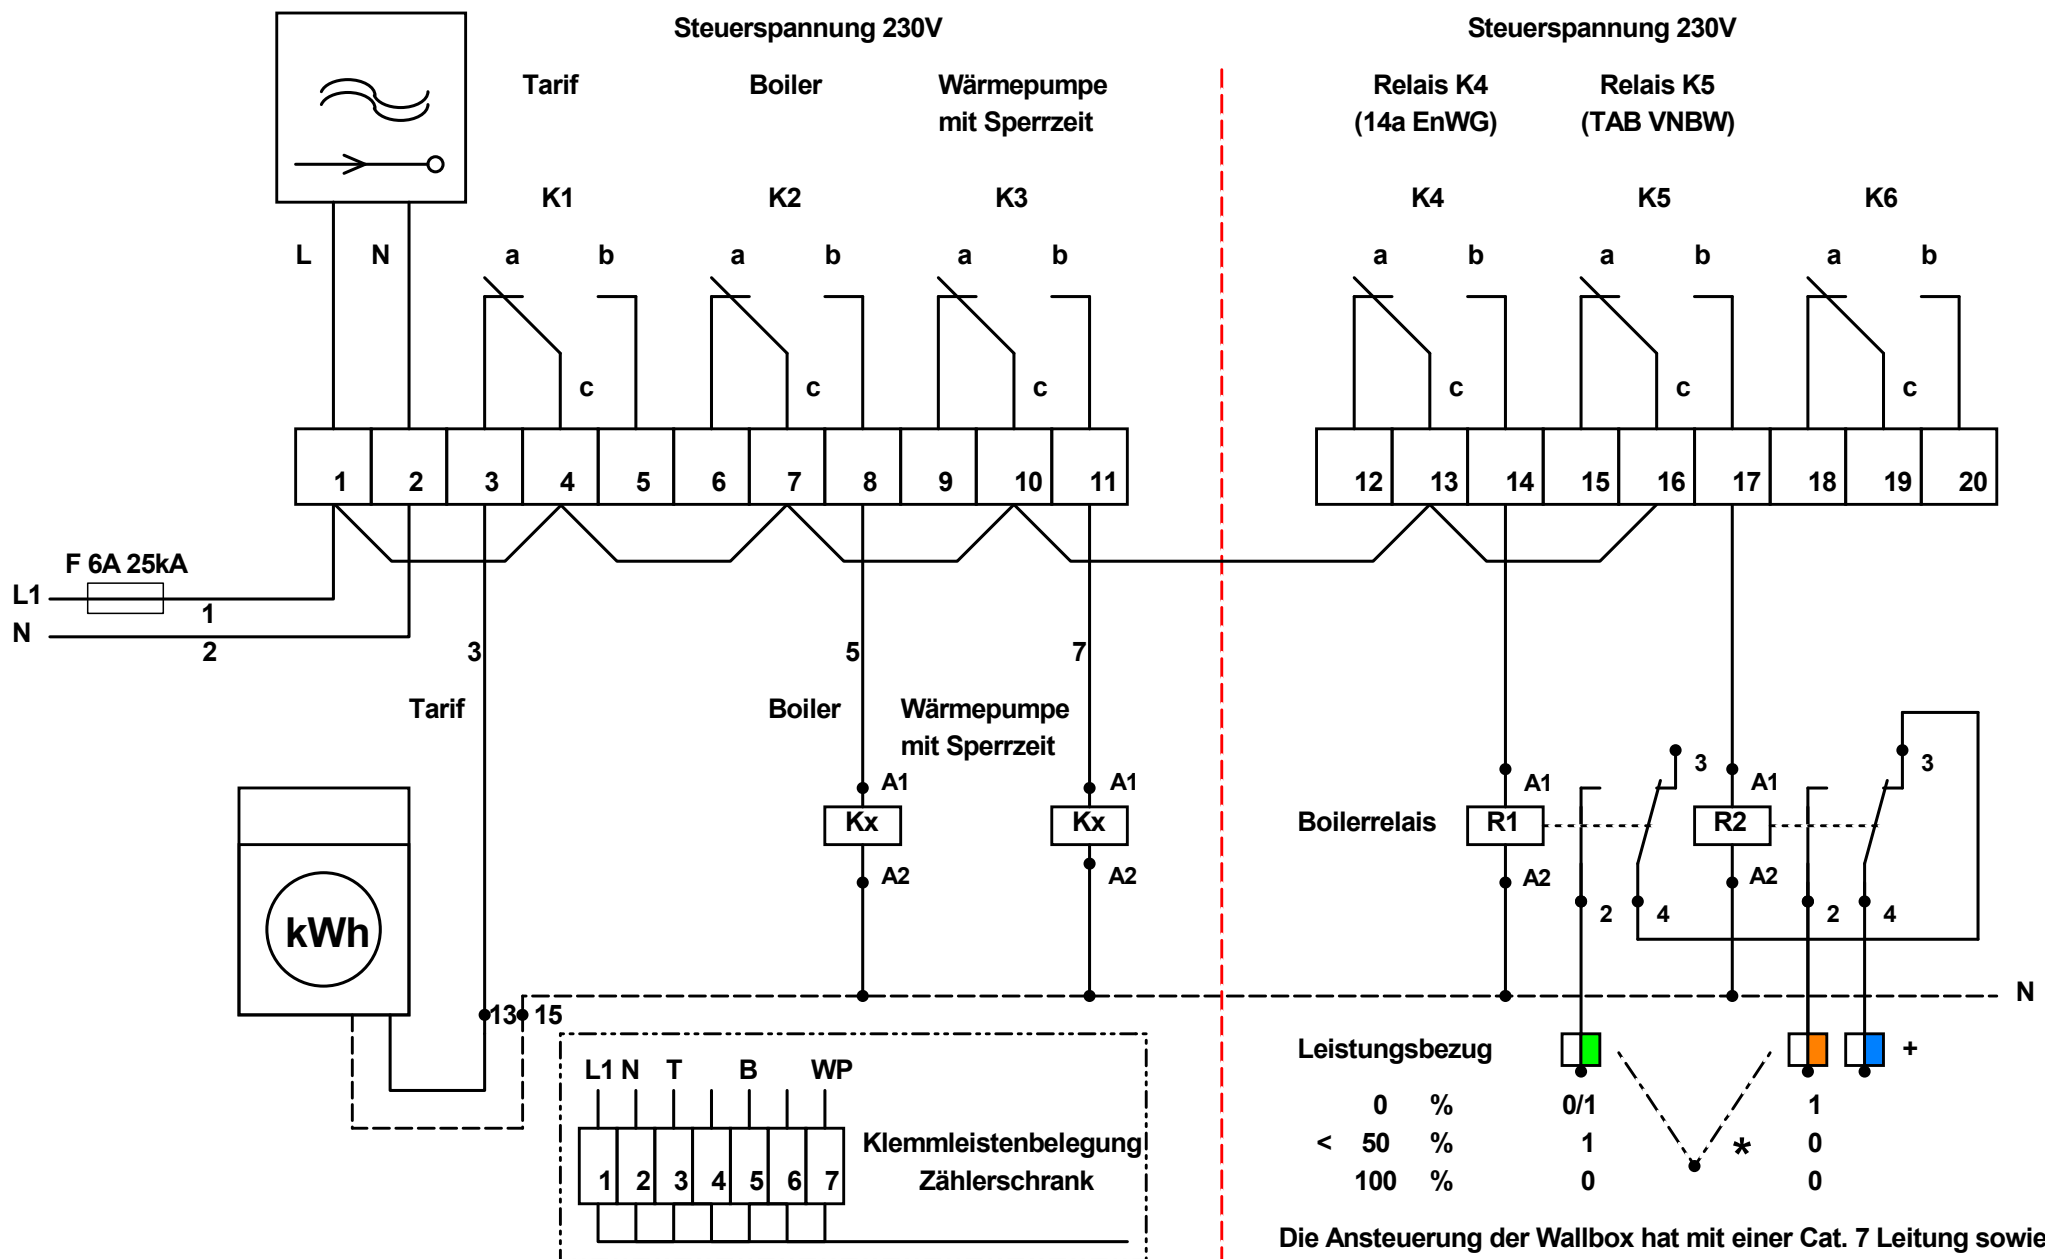 Steuerspannung 230V Steuerspannung 230V
Tarif Boiler Wärmepumpe Relais K4 Relais K5
mit Sperrzeit (14a EnWG) (TAB VNBW)
K1 K2 K3 K4 K5 K6
L N a b a b a b a b a b a b
c c c c c c
1 2 3 4 5 6 7 8 9 10 11 12 13 14 15 16 17 18 19 20
F 6A 25kA
L1
1
N
2 3 5 7
Tarif Boiler Wärmepumpe
mit Sperrzeit
3 3
A1 A1 A1 A1
Kx Kx Boilerrelais R1 R2
A2 A2 A2 A2
2 4 2 4
kWh
N
13 15
L1 N T B WP
Leistungsbezug +
0 % 0/1 1
Klemmleistenbelegung
< 50 % 1 * 0
1 2 3 4 5 6 7 Zählerschrank
100 % 0 0
Die Ansteuerung der Wallbox hat mit einer Cat. 7 Leitung sowie